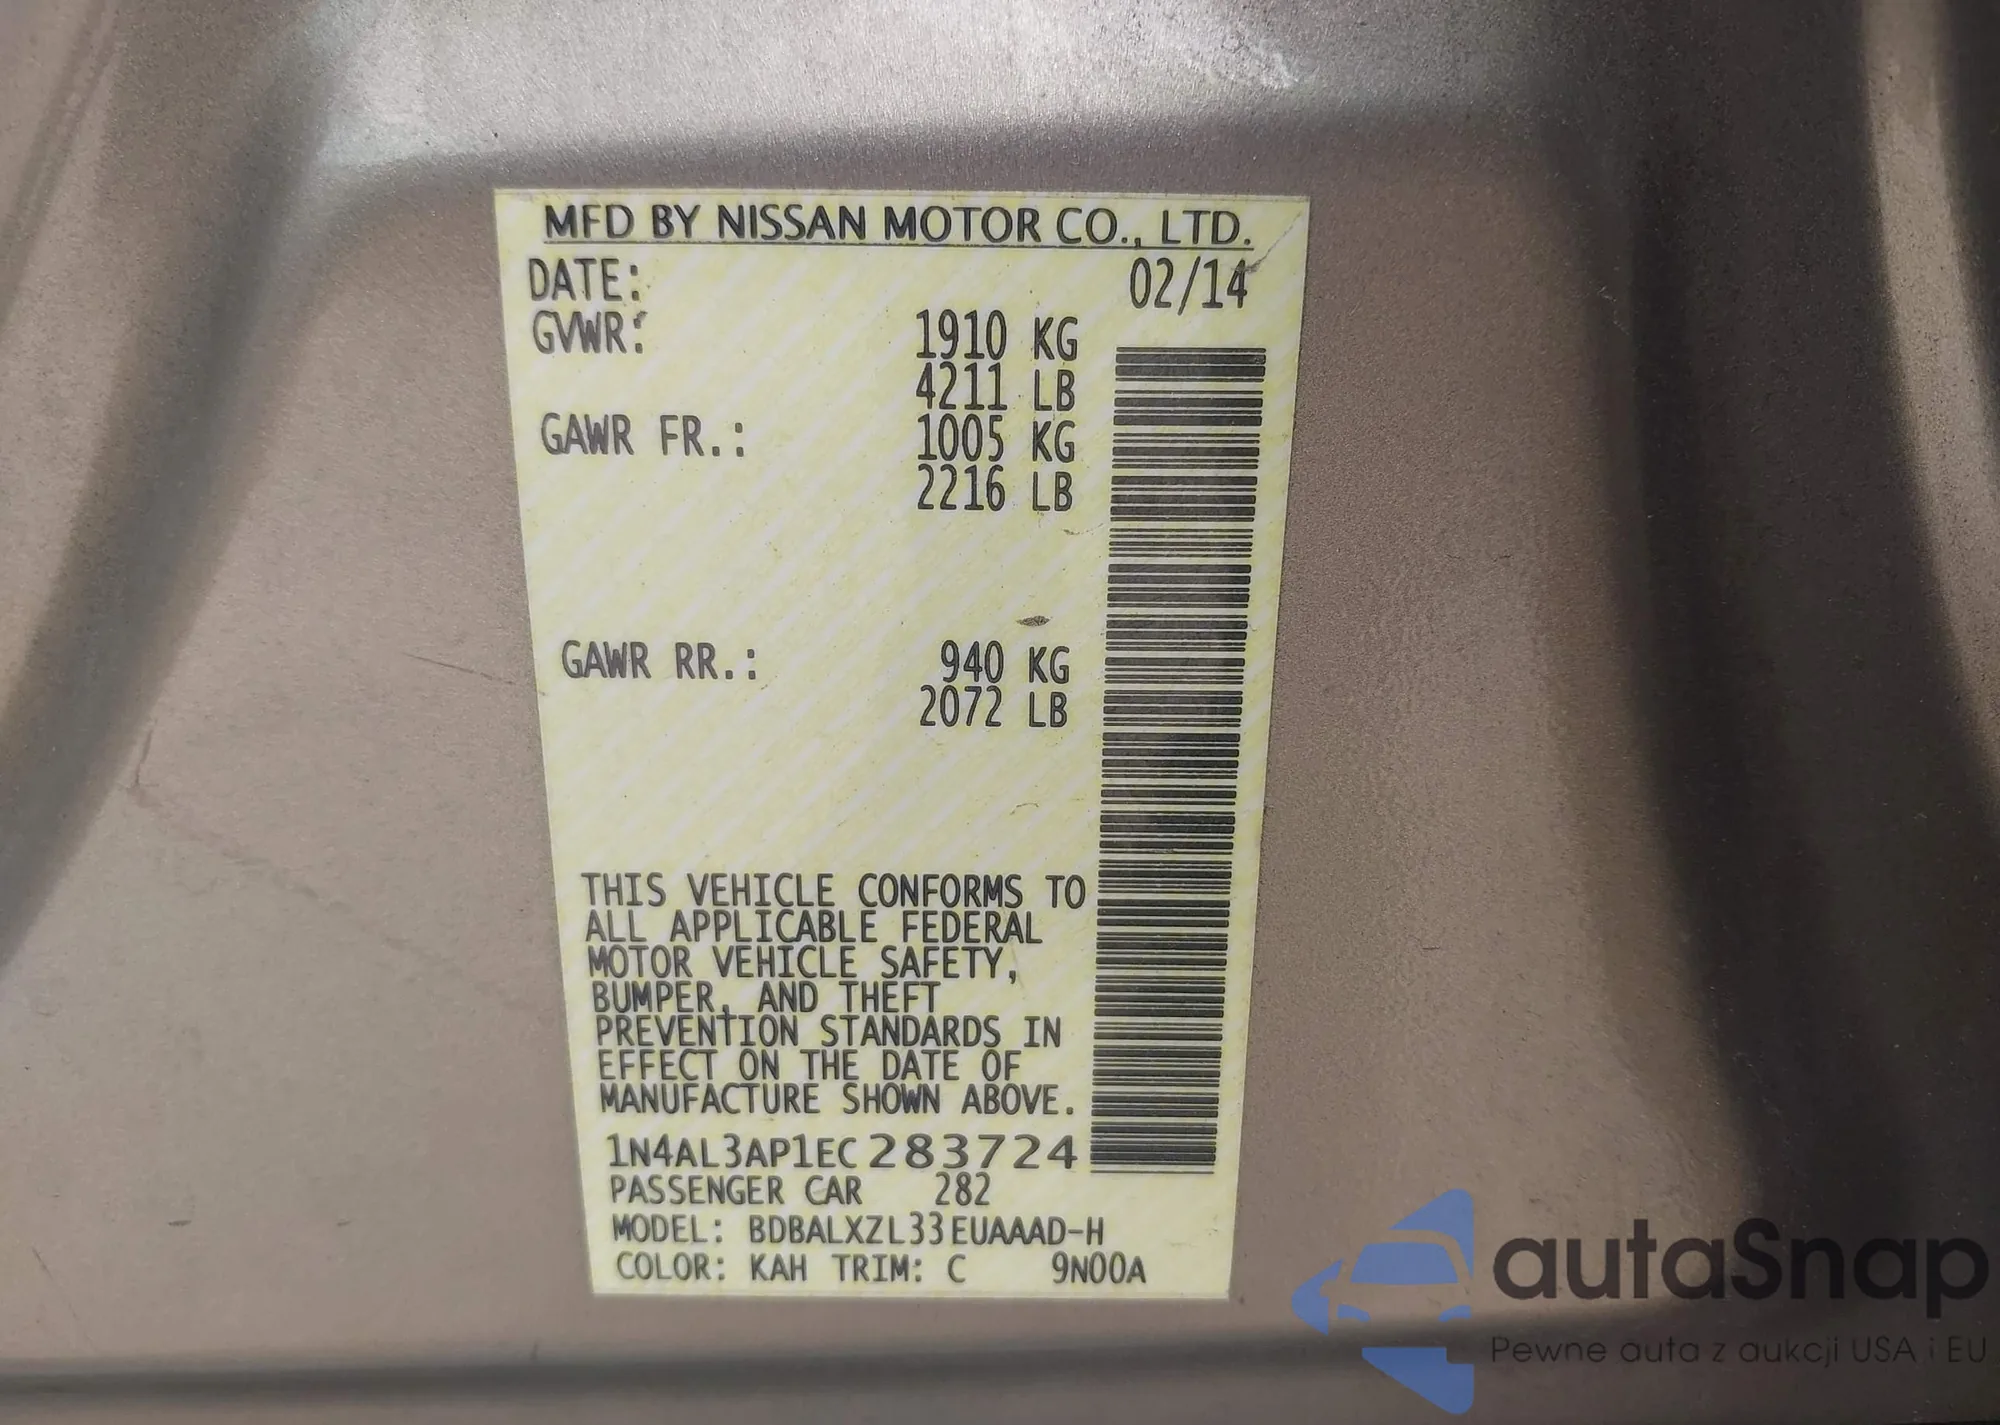 MFD BY NISSAN MOTOR CO., LTD.
DATE: 02/14
GVWR: 1910 KG
4211 LB
GAWR FR.: 1005 KG
2216 LB
GAWR RR.: 940 KG
2072 LB
THIS VEHICLE CONFORMS TO
ALL APPLICABLE FEDERAL
MOTOR VEHICLE SAFETY,
BUMPER, AND THEFT
PREVENTION STANDARDS IN
EFFECT ON THE DATE OF
MANUFACTURE SHOWN ABOVE.
1N4AL3AP1EC283724
PASSENGER CAR 282
MODEL: BDBALXZL33EUAAAD-H
COLOR: KAH TRIM: C 9N00A
autaSnap
Pewne auta z aukcji USA i EU